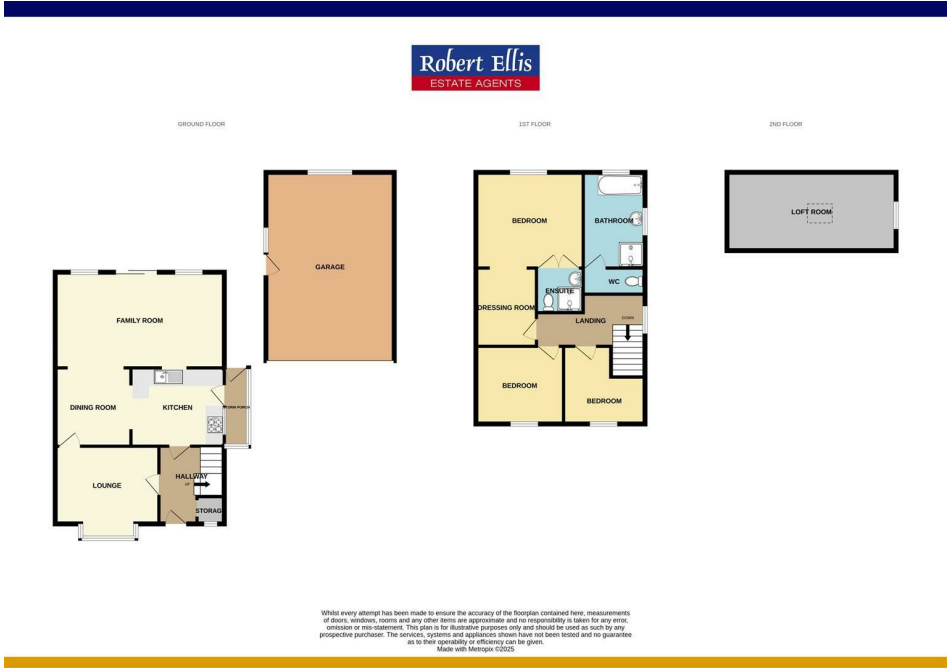 Robert Ellis
ESTATE AGENTS
GROUND FLOOR
1ST FLOOR
2ND FLOOR
GARAGE
FAMILY ROOM
DINING ROOM
KITCHEN
STORM PORCH
LOUNGE
HALLWAY
UP
STORAG
BEDROOM
BATHROOM
ENSUITE
WC
DRESSING ROOM
LANDING
DOWN
BEDROOM
BEDROOM
LOFT ROOM
Whilst every attempt has been made to ensure the accuracy of the floorplan contained here, measurements
of doors, windows, rooms and any other items are approximate and no responsibility is taken for any error,
omission or mis-statement. This plan is for illustrative purposes only and should be used as such by any
prospective purchaser. The services, systems and appliances shown have not been tested and no guarantee
as to their operability or efficiency can be given.
Made with Metropix ©2025